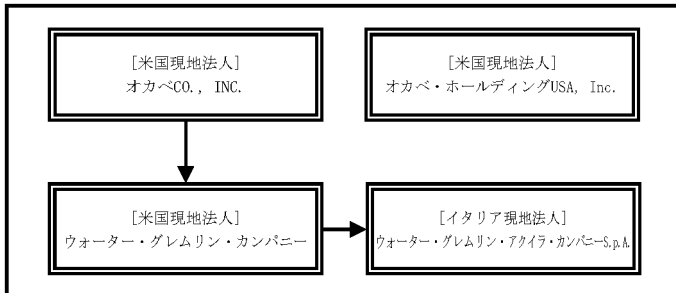 [米国現地法人]
オカベCO., INC.
[米国現地法人]
オカベ・ホールディングUSA, Inc.
[米国現地法人]
ウォーター・グレムリン・カンパニー
[イタリア現地法人]
ウォーター・グレムリン・アクイラ・カンパニーS.p.A.